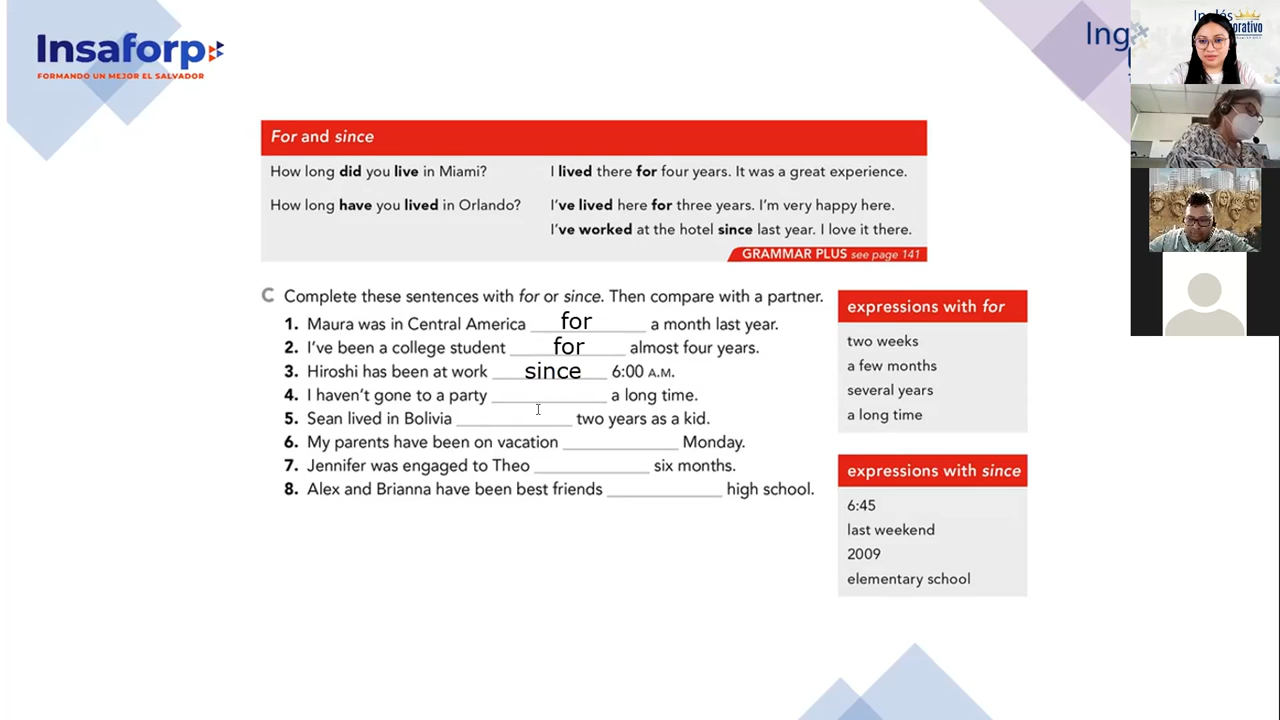 Insaforp
FORMANDO UN MEJOR EL SALVADOR
Ing
Inglés
orativo
For and since
How long did you live in Miami? I lived there for four years. It was a great experience.
How long have you lived in Orlando? I've lived here for three years. I'm very happy here.
I've worked at the hotel since last year. I love it there.
GRAMMAR PLUS see page 141
C Complete these sentences with for or since. Then compare with a partner.
1. Maura was in Central America for a month last year.
2. I've been a college student for almost four years.
3. Hiroshi has been at work since 6:00 A.M.
4. I haven't gone to a party ____________ a long time.
5. Sean lived in Bolivia ____________ two years as a kid.
6. My parents have been on vacation ____________ Monday.
7. Jennifer was engaged to Theo ____________ six months.
8. Alex and Brianna have been best friends ____________ high school.
expressions with for
two weeks
a few months
several years
a long time
expressions with since
6:45
last weekend
2009
elementary school